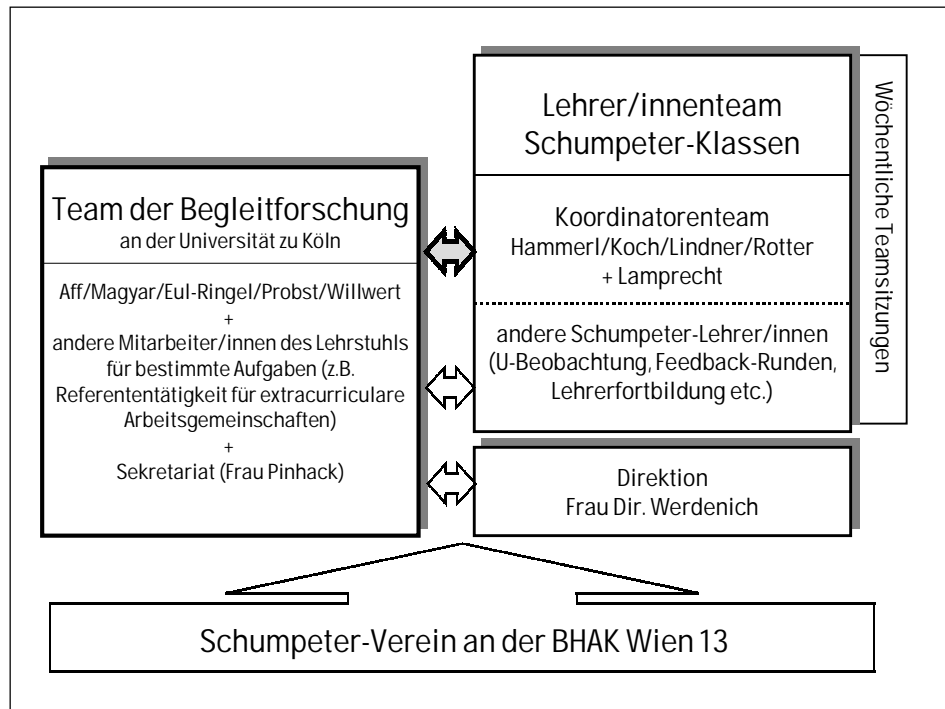 Team der Begleitforschung
an der Universität zu Köln
Aff/Magyar/Eul-Ringel/Probst/Willwert
+
andere Mitarbeiter/innen des Lehrstuhls
für bestimmte Aufgaben (z.B.
Referententätigkeit für extracurriculare
Arbeitsgemeinschaften)
+
Sekretariat (Frau Pinhack)
Lehrer/innenteam
Schumpeter-Klassen
Koordinatorenteam
Hammerl/Koch/Lindner/Rotter
+ Lamprecht
andere Schumpeter-Lehrer/innen
(U-Beobachtung, Feedback-Runden,
Lehrerfortbildung etc.)
Wöchentliche Teamsitzungen
Direktion
Frau Dir. Werdenich
Schumpeter-Verein an der BHAK Wien 13